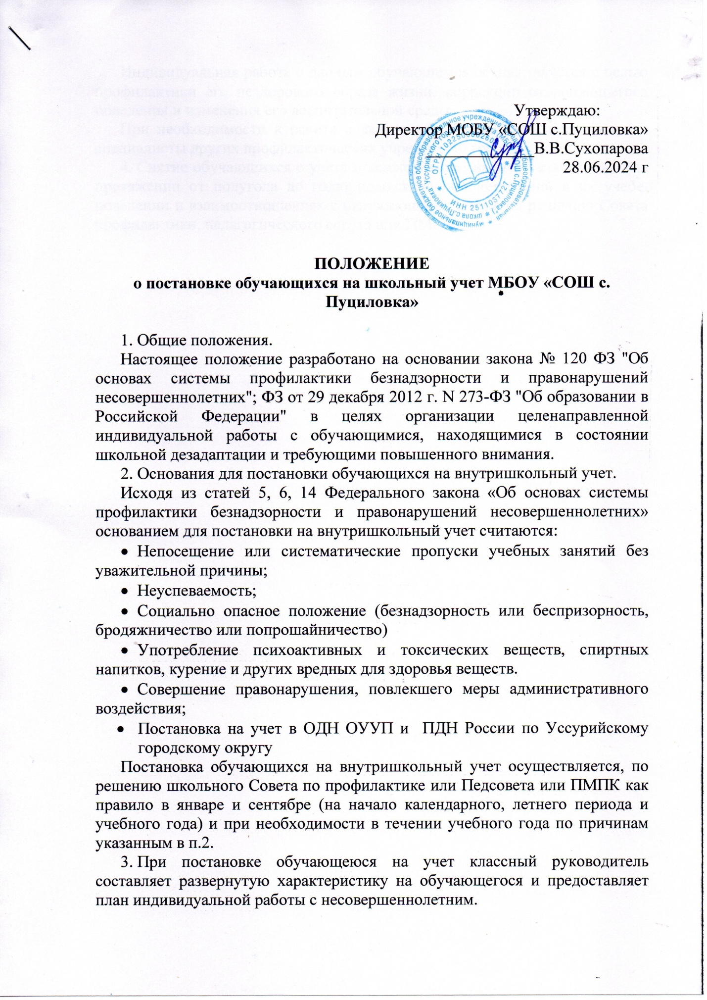 Утверждаю:
Директор МОБУ «СОШ с.Пуциловка»
В.В.Сухопарова
28.06.2024 г
ИНН 2511037727
ПОЛОЖЕНИЕ
о постановке обучающихся на школьный учет МБОУ «СОШ с.
Пуциловка»
1. Общие положения.
Настоящее положение разработано на основании закона № 120 ФЗ "Об
основах системы профилактики безнадзорности и правонарушений
несовершеннолетних"; ФЗ от 29 декабря 2012 г. N 273-ФЗ "Об образовании в
Российской Федерации" в целях организации целенаправленной
индивидуальной работы с обучающимися, находящимися в состоянии
школьной дезадаптации и требующими повышенного внимания.
2. Основания для постановки обучающихся на внутришкольный учет.
Исходя из статей 5, 6, 14 Федерального закона «Об основах системы
профилактики безнадзорности и правонарушений несовершеннолетних»
основанием для постановки на внутришкольный учет считаются:
• Непосещение или систематические пропуски учебных занятий без
уважительной причины;
• Неуспеваемость;
• Социально опасное положение (безнадзорность или беспризорность,
бродяжничество или попрошайничество)
• Употребление психоактивных и токсических веществ, спиртных
напитков, курение и других вредных для здоровья веществ.
• Совершение правонарушения, повлекшего меры административного
воздействия;
• Постановка на учет в ОДН ОУУП и ПДН России по Уссурийскому
городскому округу
Постановка обучающихся на внутришкольный учет осуществляется, по
решению школьного Совета по профилактике или Педсовета или ПМПК как
правило в январе и сентябре (на начало календарного, летнего периода и
учебного года) и при необходимости в течении учебного года по причинам
указанным в п.2.
3. При постановке обучающеюся на учет классный руководитель
составляет развернутую характеристику на обучающегося и предоставляет
план индивидуальной работы с несовершеннолетним.